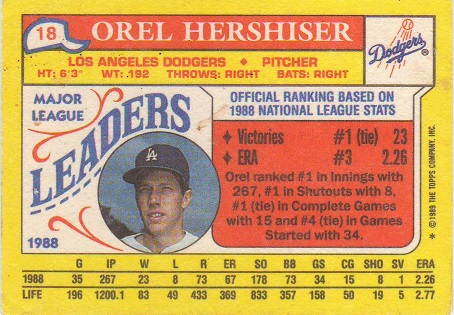 18 OREL HERSHISER
Dodgers
LOS ANGELES DODGERS ♦ PITCHER
HT: 6'3" WT: 192 THROWS: RIGHT BATS: RIGHT
MAJOR
LEAGUE
LEADERS
1988
LA
OFFICIAL RANKING BASED ON
1988 NATIONAL LEAGUE STATS
♦ Victories #1 (tie) 23
♦ ERA #3 2.26
Orel ranked #1 in Innings with
267, #1 in Shutouts with 8,
#1 (tie) in Complete Games
with 15 and #4 (tie) in Games
Started with 34.
* © 1989 THE TOPPS COMPANY, INC.
G IP W L R ER SO BB GS CG SHO SV ERA
1988 35 267 23 8 73 67 178 73 34 15 8 1 2.26
LIFE 196 1200.1 83 49 457 369 833 357 158 50 19 5 2.77